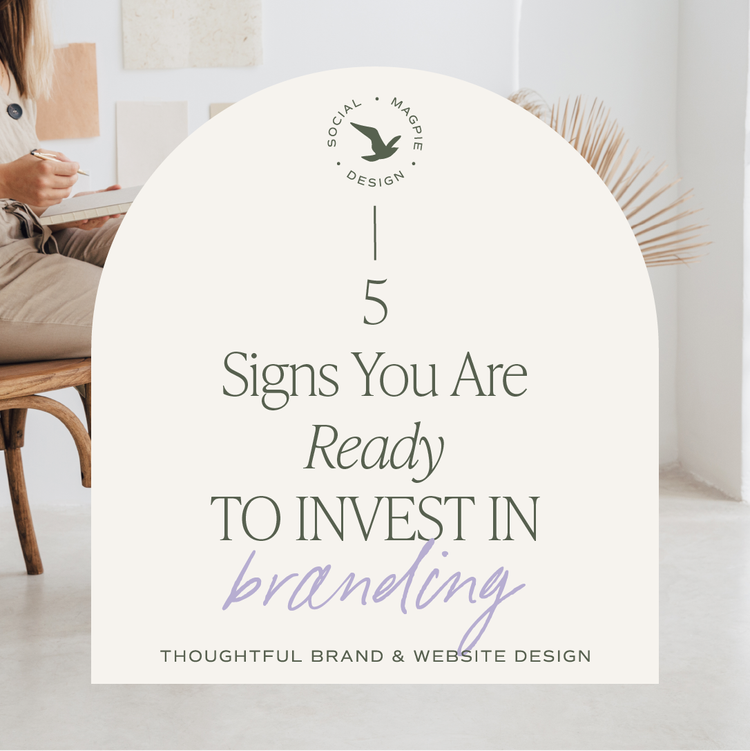 SOCIAL • MAGPIE • DESIGN •
5
Signs You Are
Ready
TO INVEST IN
branding
THOUGHTFUL BRAND & WEBSITE DESIGN